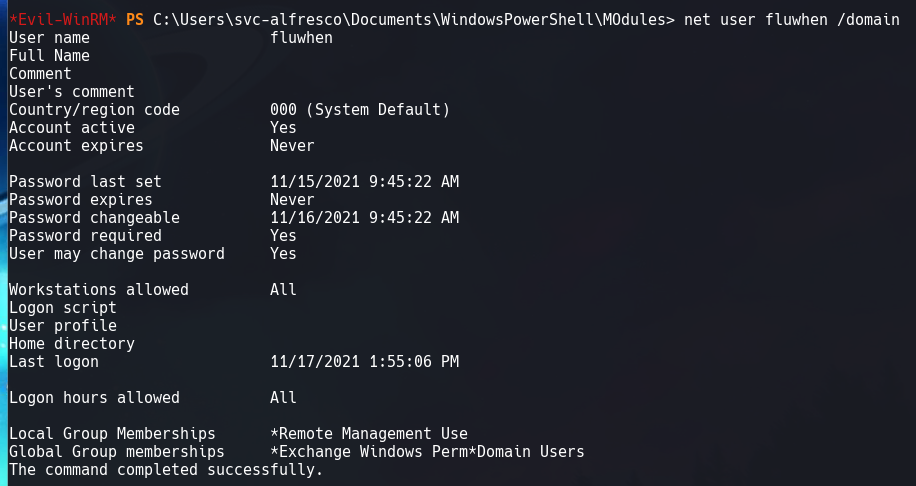 *Evil-WinRM* PS C:\Users\svc-alfresco\Documents\WindowsPowerShell\MOdules> net user fluwhen /domain
User name                    fluwhen
Full Name
Comment
User's comment
Country/region code          000 (System Default)
Account active               Yes
Account expires              Never

Password last set            11/15/2021 9:45:22 AM
Password expires             Never
Password changeable          11/16/2021 9:45:22 AM
Password required            Yes
User may change password     Yes

Workstations allowed         All
Logon script
User profile
Home directory
Last logon                   11/17/2021 1:55:06 PM

Logon hours allowed          All

Local Group Memberships      *Remote Management Use
Global Group memberships     *Exchange Windows Perm*Domain Users
The command completed successfully.